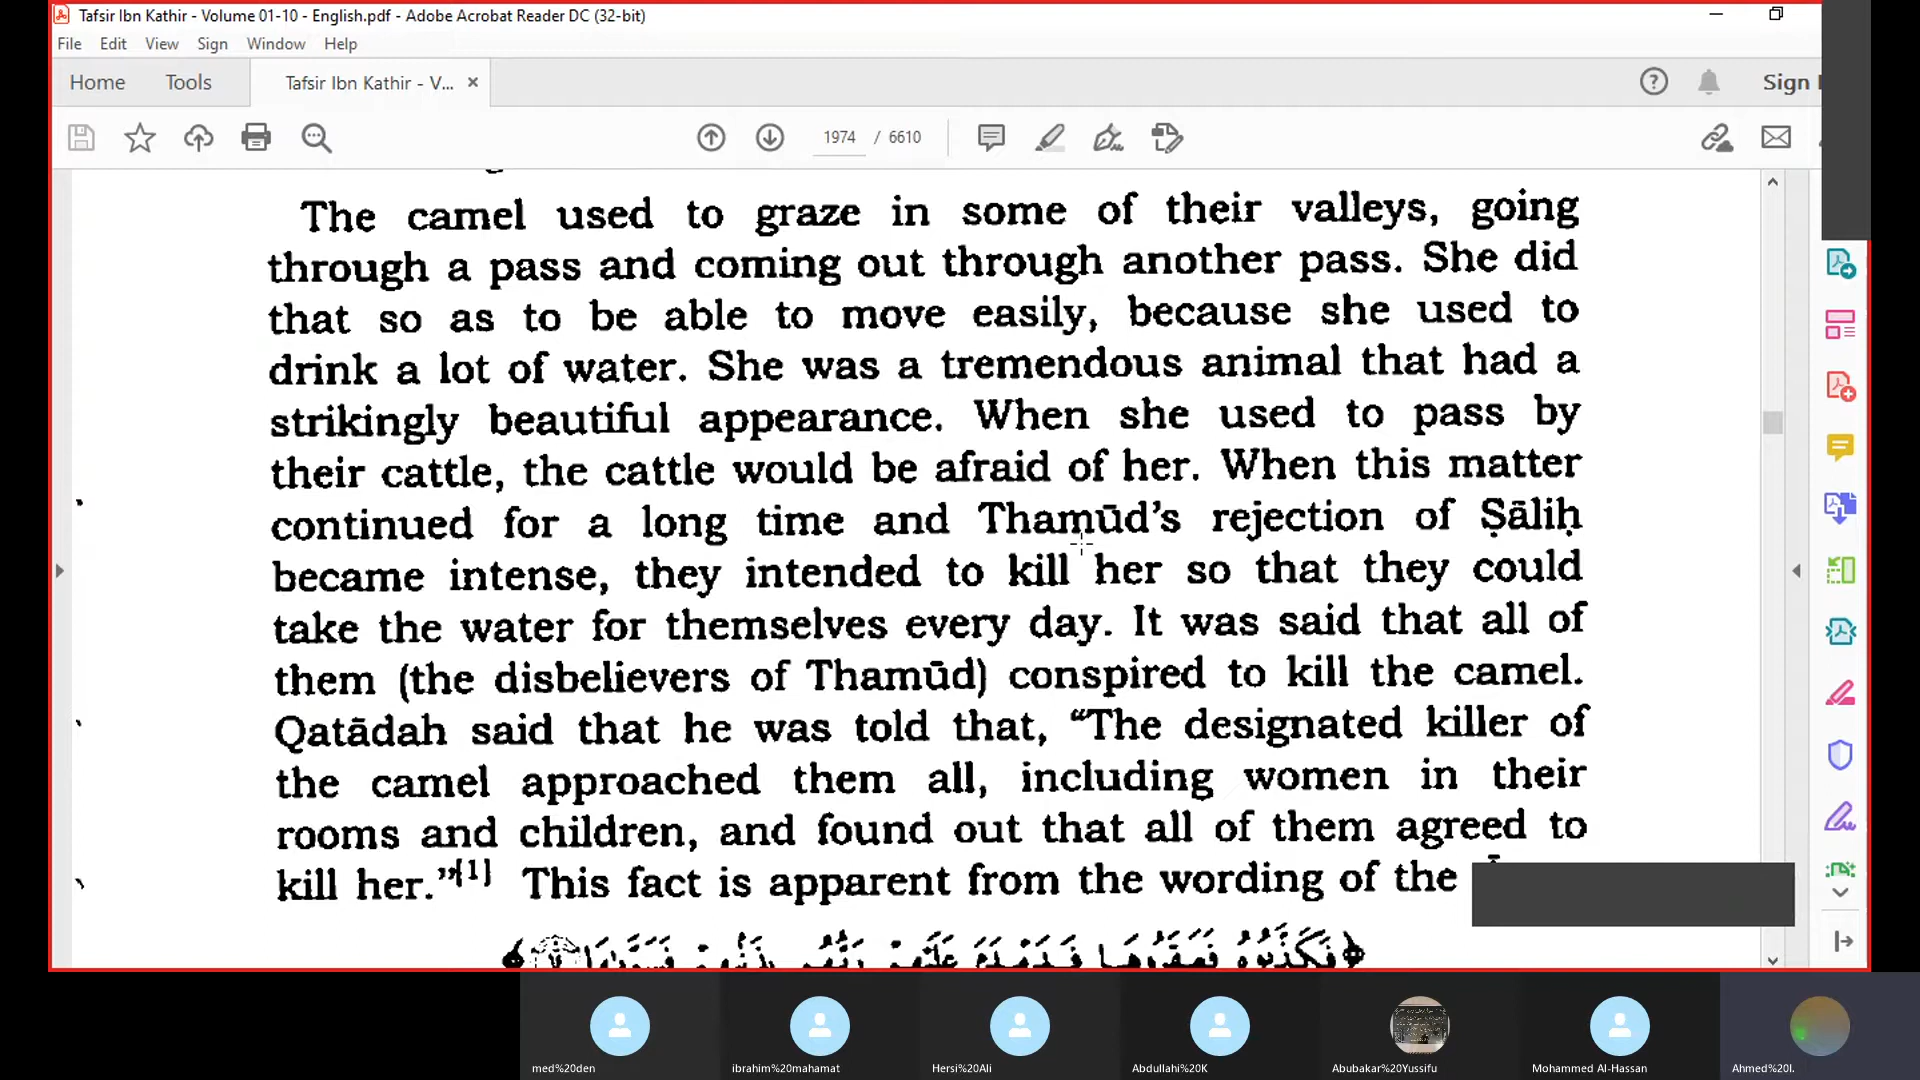 Tafsir Ibn Kathir - Volume 01-10 - English.pdf - Adobe Acrobat Reader DC (32-bit)
File Edit View Sign Window Help
Home Tools Tafsir Ibn Kathir - V... × Sign
1974 / 6610
The camel used to graze in some of their valleys, going
through a pass and coming out through another pass. She did
that so as to be able to move easily, because she used to
drink a lot of water. She was a tremendous animal that had a
strikingly beautiful appearance. When she used to pass by
their cattle, the cattle would be afraid of her. When this matter
continued for a long time and Thamūd's rejection of Ṣāliḥ
became intense, they intended to kill her so that they could
take the water for themselves every day. It was said that all of
them (the disbelievers of Thamūd) conspired to kill the camel.
Qatādah said that he was told that, “The designated killer of
the camel approached them all, including women in their
rooms and children, and found out that all of them agreed to
kill her.”[1] This fact is apparent from the wording of the
med%20den ibrahim%20mahamat Hersi%20Ali Abdullahi%20K Abubakar%20Yussifu Mohammed Al-Hassan Ahmed%20I.